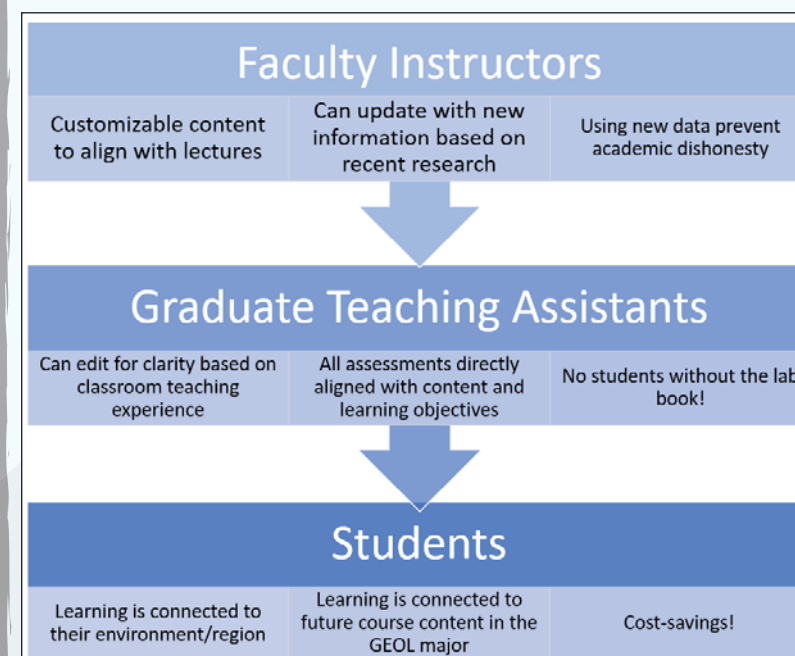 Faculty Instructors
Customizable content
to align with lectures
Can update with new
information based on
recent research
Using new data prevent
academic dishonesty
Graduate Teaching Assistants
Can edit for clarity based on
classroom teaching
experience
All assessments directly
aligned with content and
learning objectives
No students without the lab
book!
Students
Learning is connected to
their environment/region
Learning is connected to
future course content in the
GEOL major
Cost-savings!